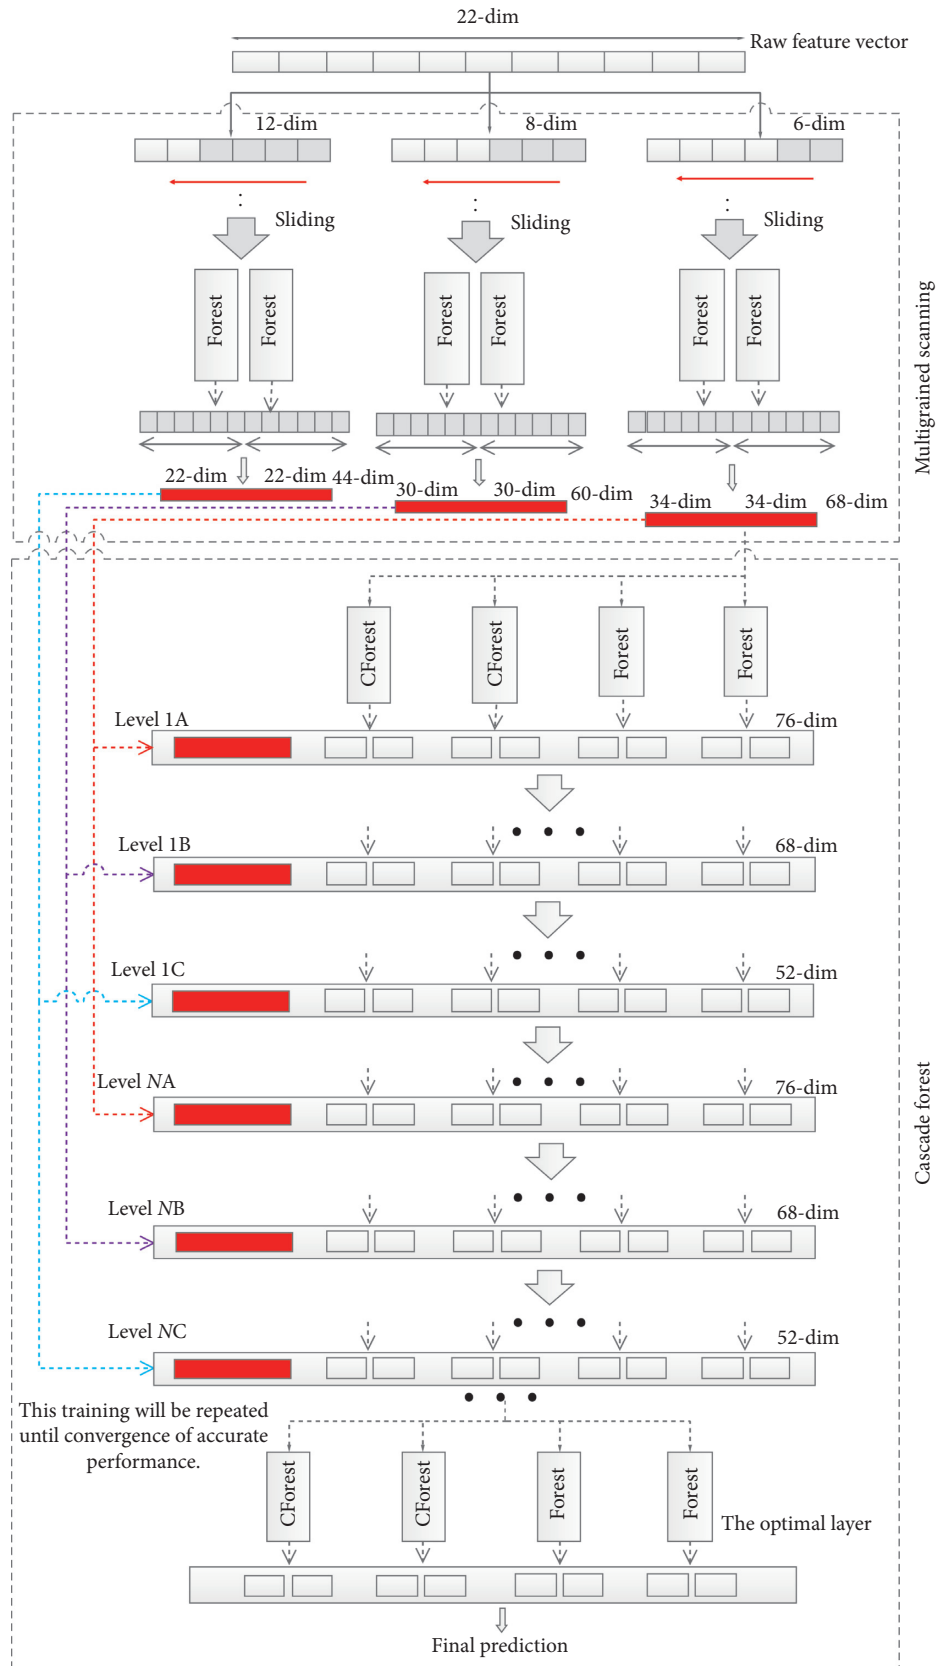 22-dim
Raw feature vector
12-dim
8-dim
6-dim
:
:
:
Sliding
Sliding
Sliding
Forest
Forest
Forest
Forest
Forest
Forest
Multigrained scanning
22-dim
22-dim
44-dim
30-dim
30-dim
60-dim
34-dim
34-dim
68-dim
CForest
CForest
Forest
Forest
Level 1A
76-dim
Level 1B
68-dim
Level 1C
52-dim
Level NA
76-dim
Level NB
68-dim
Level NC
52-dim
Cascade forest
This training will be repeated
until convergence of accurate
performance.
CForest
CForest
Forest
Forest
The optimal layer
Final prediction